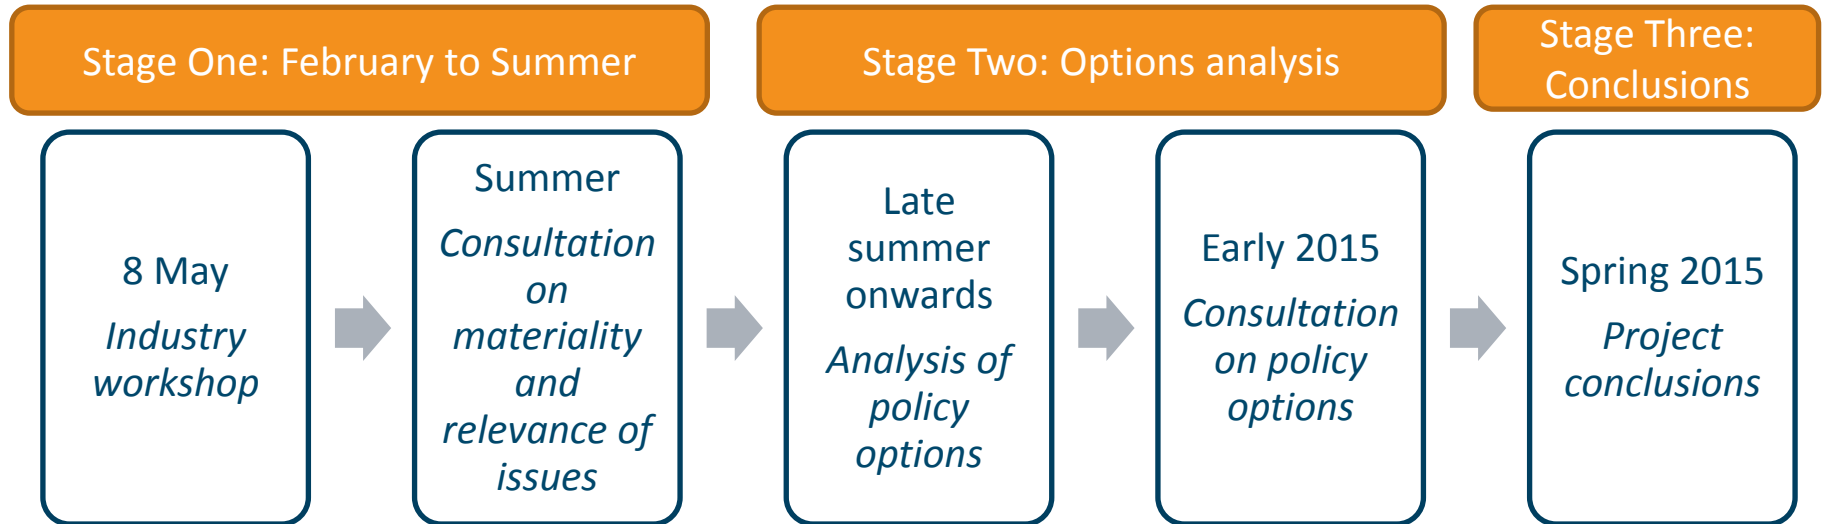 Stage One: February to Summer
Stage Two: Options analysis
Stage Three:
Conclusions
8 May
Industry
workshop
Summer
Consultation
on
materiality
and
relevance of
issues
Late
summer
onwards
Analysis of
policy
options
Early 2015
Consultation
on policy
options
Spring 2015
Project
conclusions